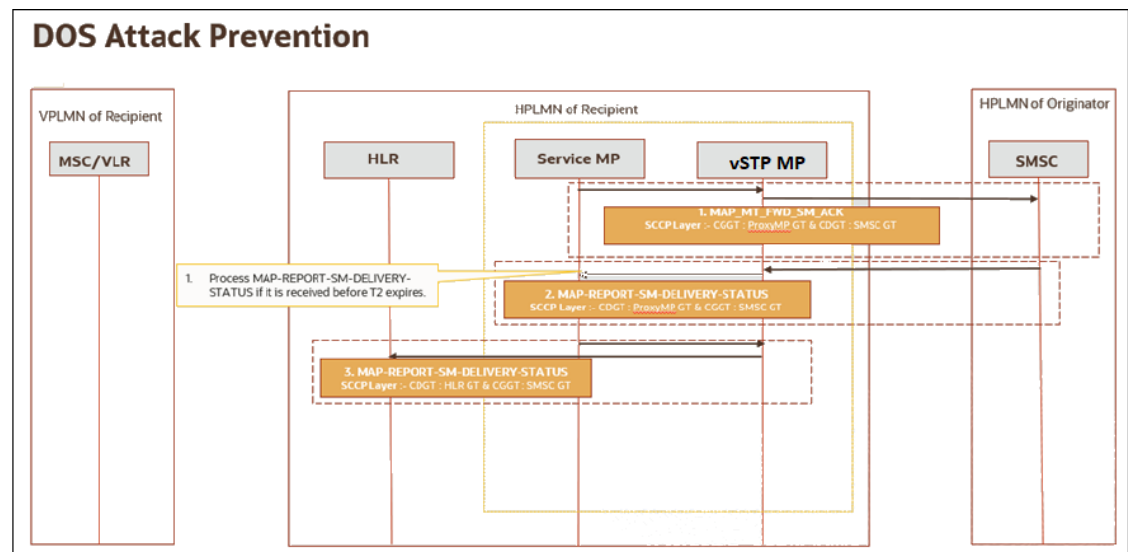 DOS Attack Prevention
VPLMN of Recipient
HPLMN of Recipient
HPLMN of Originator
MSC/VLR
HLR
Service MP
vSTP MP
SMSC
1. MAP_MT_FWD_SM_ACK
SCCP Layer :- CGGT : ProxyMP GT & CDGT : SMSC GT
1. Process MAP-REPORT-SM-DELIVERY-
STATUS if it is received before T2 expires.
2. MAP-REPORT-SM-DELIVERY-STATUS
SCCP Layer :- CDGT : ProxyMP GT & CGGT : SMSC GT
3. MAP-REPORT-SM-DELIVERY-STATUS
SCCP Layer :- CDGT : HLR GT & CGGT : SMSC GT